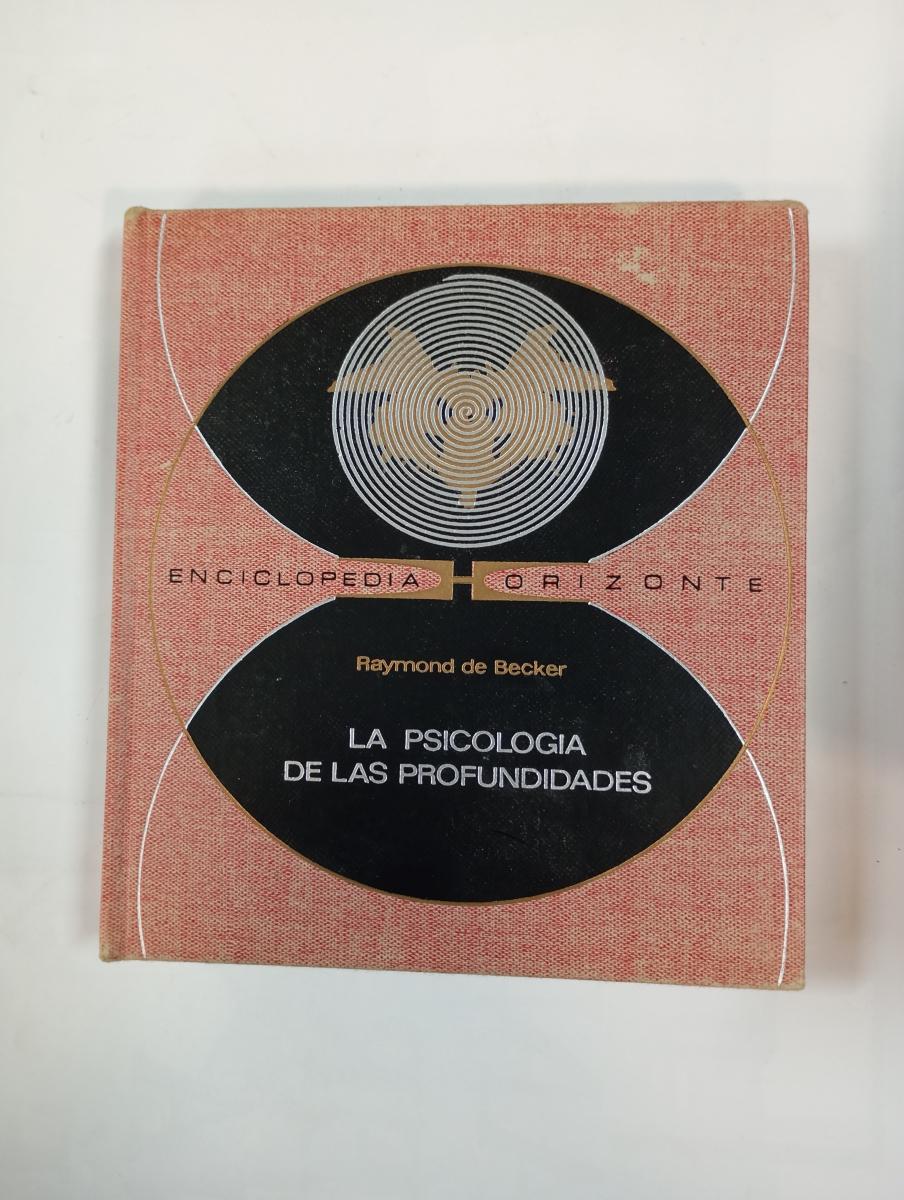 ENCICLOPEDIA HORIZONTE
Raymond de Becker
LA PSICOLOGIA
DE LAS PROFUNDIDADES